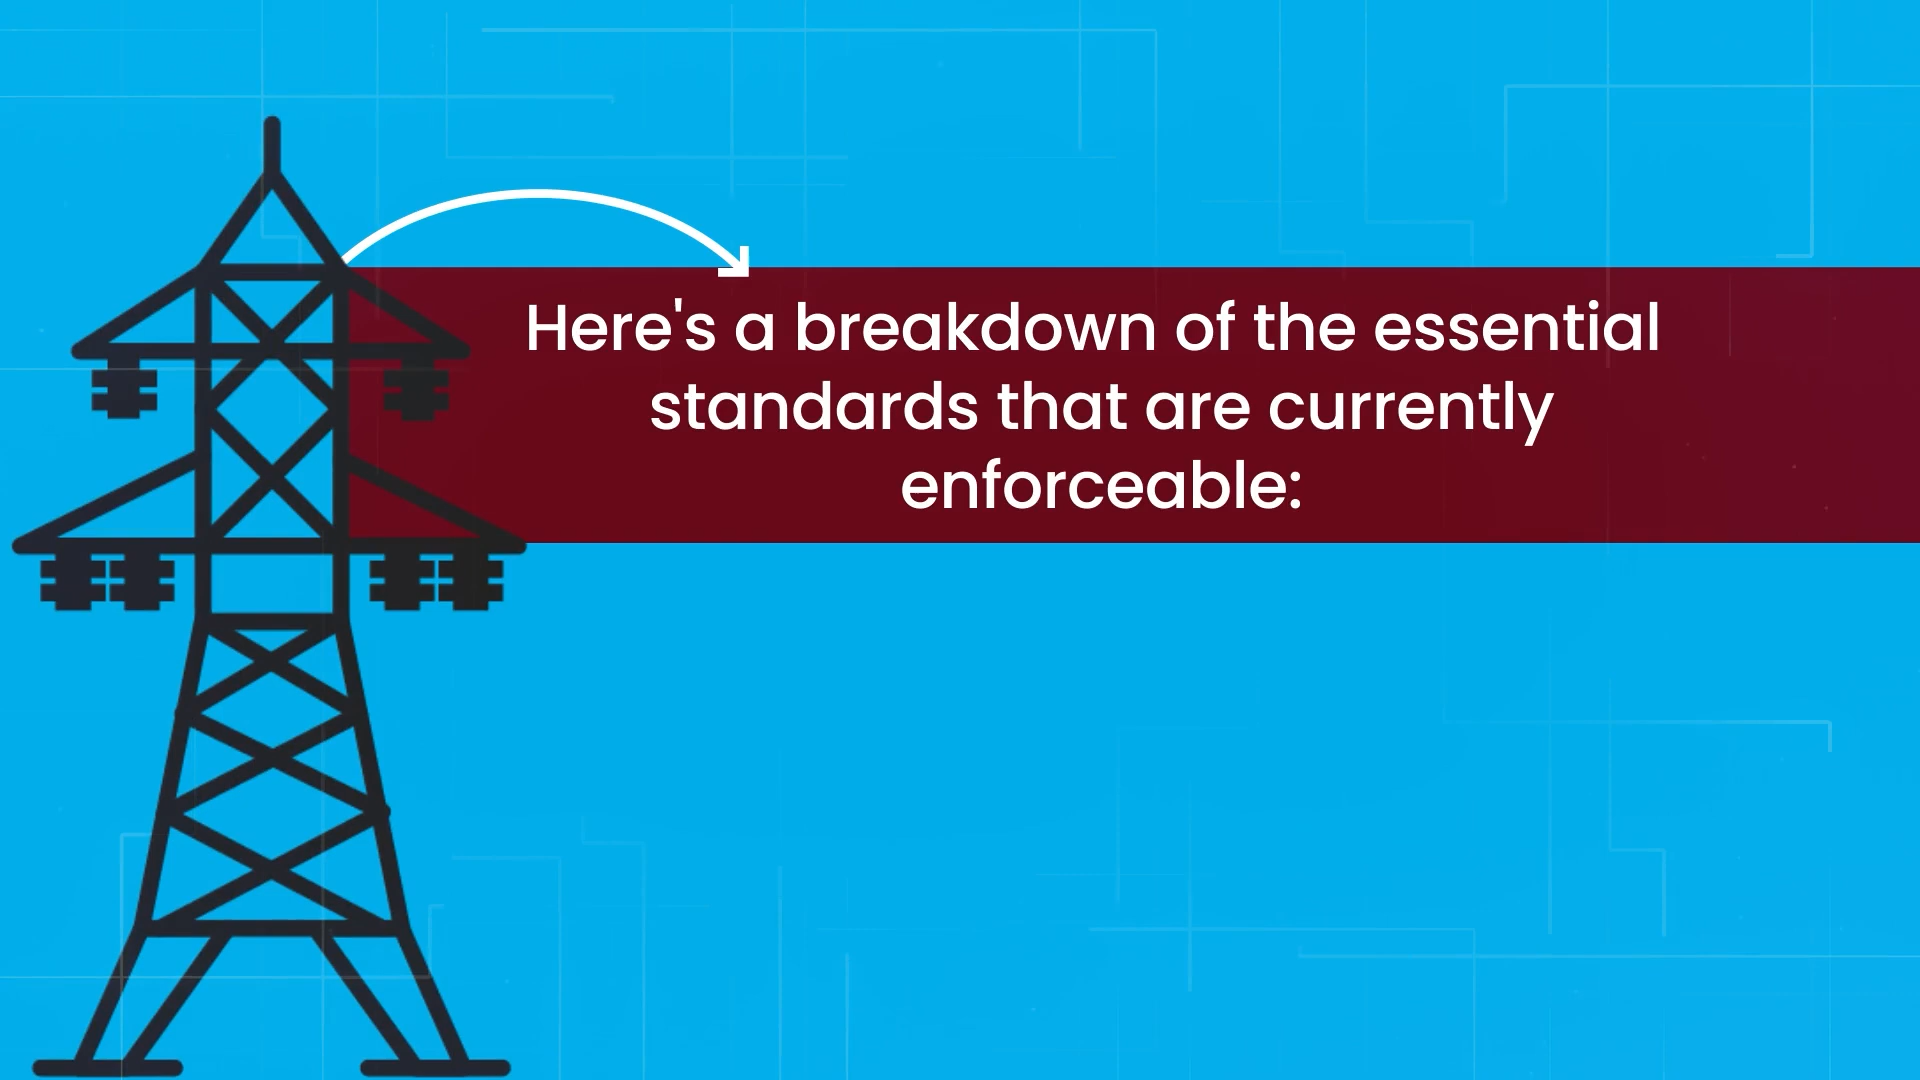 Here's a breakdown of the essential
standards that are currently
enforceable: